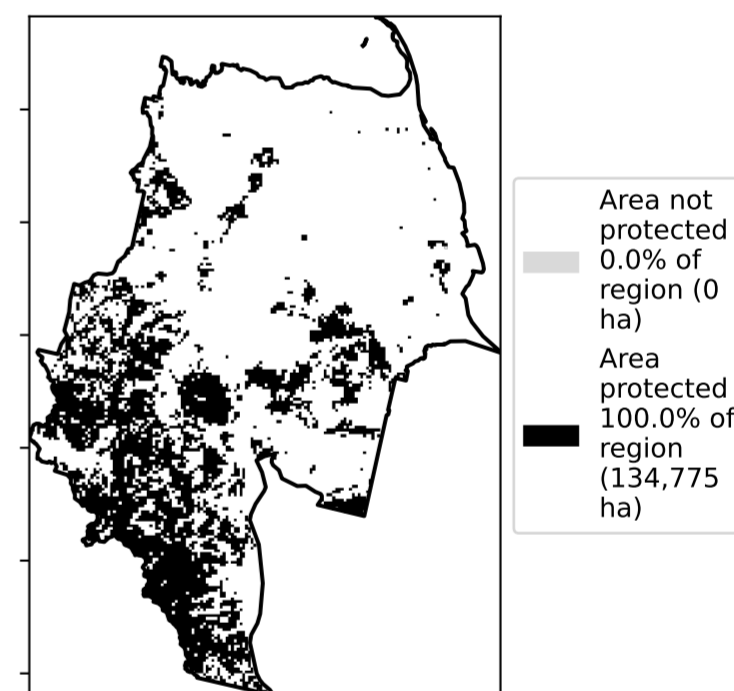 Area not
protected
0.0% of
region (0
ha)
Area
protected
100.0% of
region
(134,775
ha)